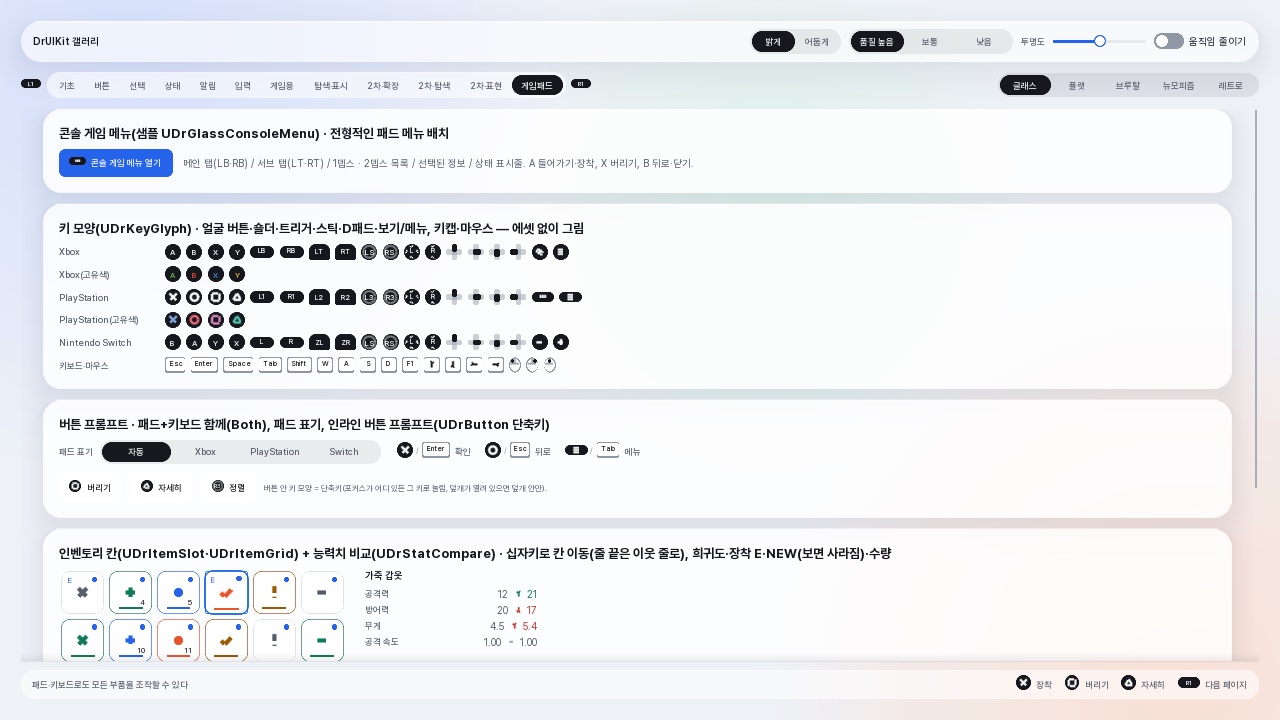 DrUIKit 갤러리
밝게 어둡게 품질 높음 보통 낮음 투명도 움직임 줄이기
L1 기초 버튼 선택 상태 알림 입력 게임용 탐색·표시 2차·확장 2차·탐색 2차·표현 게임패드 R1
글래스 플랫 브루탈 뉴모피즘 레트로
콘솔 게임 메뉴(샘플 UDrGlassConsoleMenu) · 전형적인 패드 메뉴 배치
콘솔 게임 메뉴 열기 메인 탭(LB·RB) / 서브 탭(LT·RT) / 1뎁스 · 2뎁스 목록 / 선택된 정보 / 상태 표시줄. A 들어가기·장착, X 버리기, B 뒤로·닫기.
키 모양(UDrKeyGlyph) · 얼굴 버튼·숄더·트리거·스틱·D패드·보기/메뉴, 키캡·마우스 — 에셋 없이 그림
Xbox A B X Y LB RB LT RT LS RS L R
Xbox(고유색) A B X Y
PlayStation L1 R1 L2 R2 L3 R3 L R
PlayStation(고유색)
Nintendo Switch B A Y X L R ZL ZR LS RS L R
키보드·마우스 Esc Enter Space Tab Shift W A S D F1
버튼 프롬프트 · 패드+키보드 함께(Both), 패드 표기, 인라인 버튼 프롬프트(UDrButton 단축키)
패드 표기 자동 Xbox PlayStation Switch / Enter 확인 / Esc 뒤로 / Tab 메뉴
버리기 자세히 R3 정렬 버튼 안 키 모양 = 단축키(포커스가 어디 있든 그 키로 눌림, 덮개가 열려 있으면 덮개 안만).
인벤토리 칸(UDrItemSlot·UDrItemGrid) + 능력치 비교(UDrStatCompare) · 십자키로 칸 이동(줄 끝은 이웃 줄로), 희귀도·장착 E·NEW(보면 사라짐)·수량
E 4 5 E
10 11
가죽 갑옷
공격력 12 21
방어력 20 17
무게 4.5 5.4
공격 속도 1.00 = 1.00
패드·키보드로도 모든 부품을 조작할 수 있다
장착 버리기 자세히 R1 다음 페이지